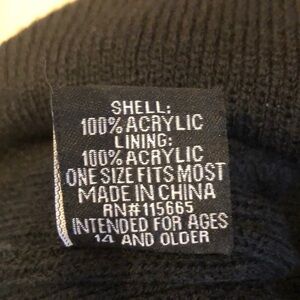 SHELL:
100% ACRYLIC
LINING:
100% ACRYLIC
ONE SIZE FITS MOST
MADE IN CHINA
RN#115665
INTENDED FOR AGES
14 AND OLDER